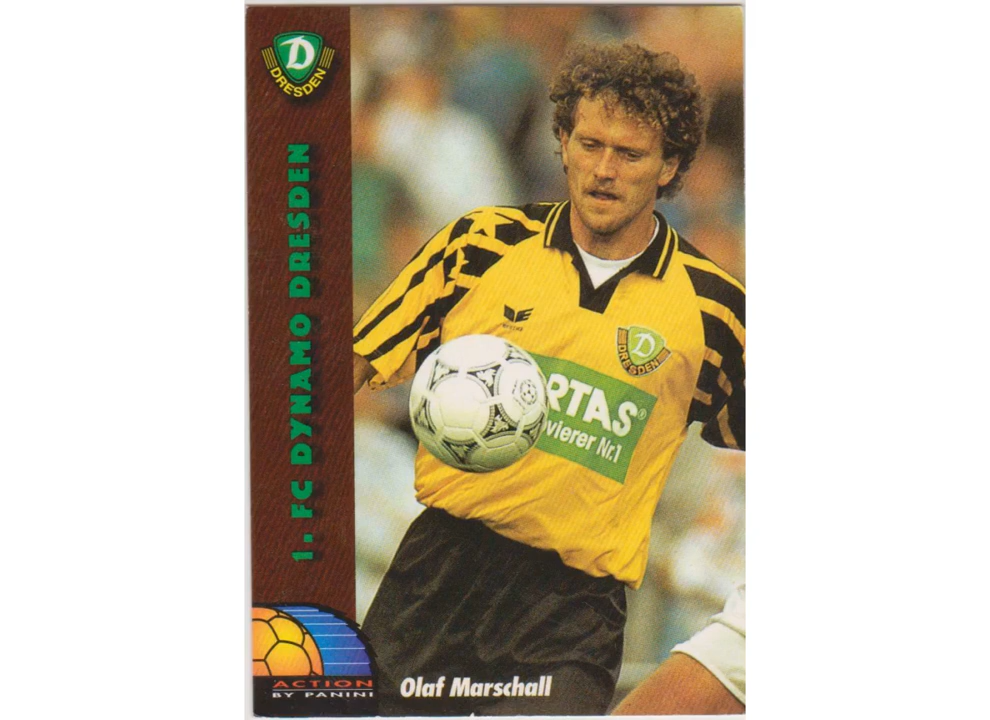 D
DRESDEN
1. FC DYNAMO DRESDEN
D
DRESDEN
RTAS®
vierer Nr.1
ACTION
BY PANINI
Olaf Marschall